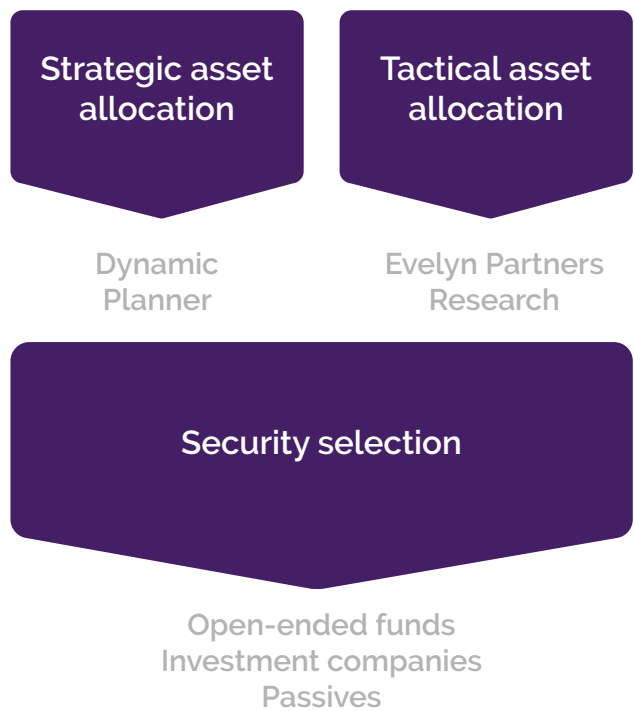 Strategic asset
allocation
Tactical asset
allocation
Dynamic
Planner
Evelyn Partners
Research
Security selection
Open-ended funds
Investment companies
Passives